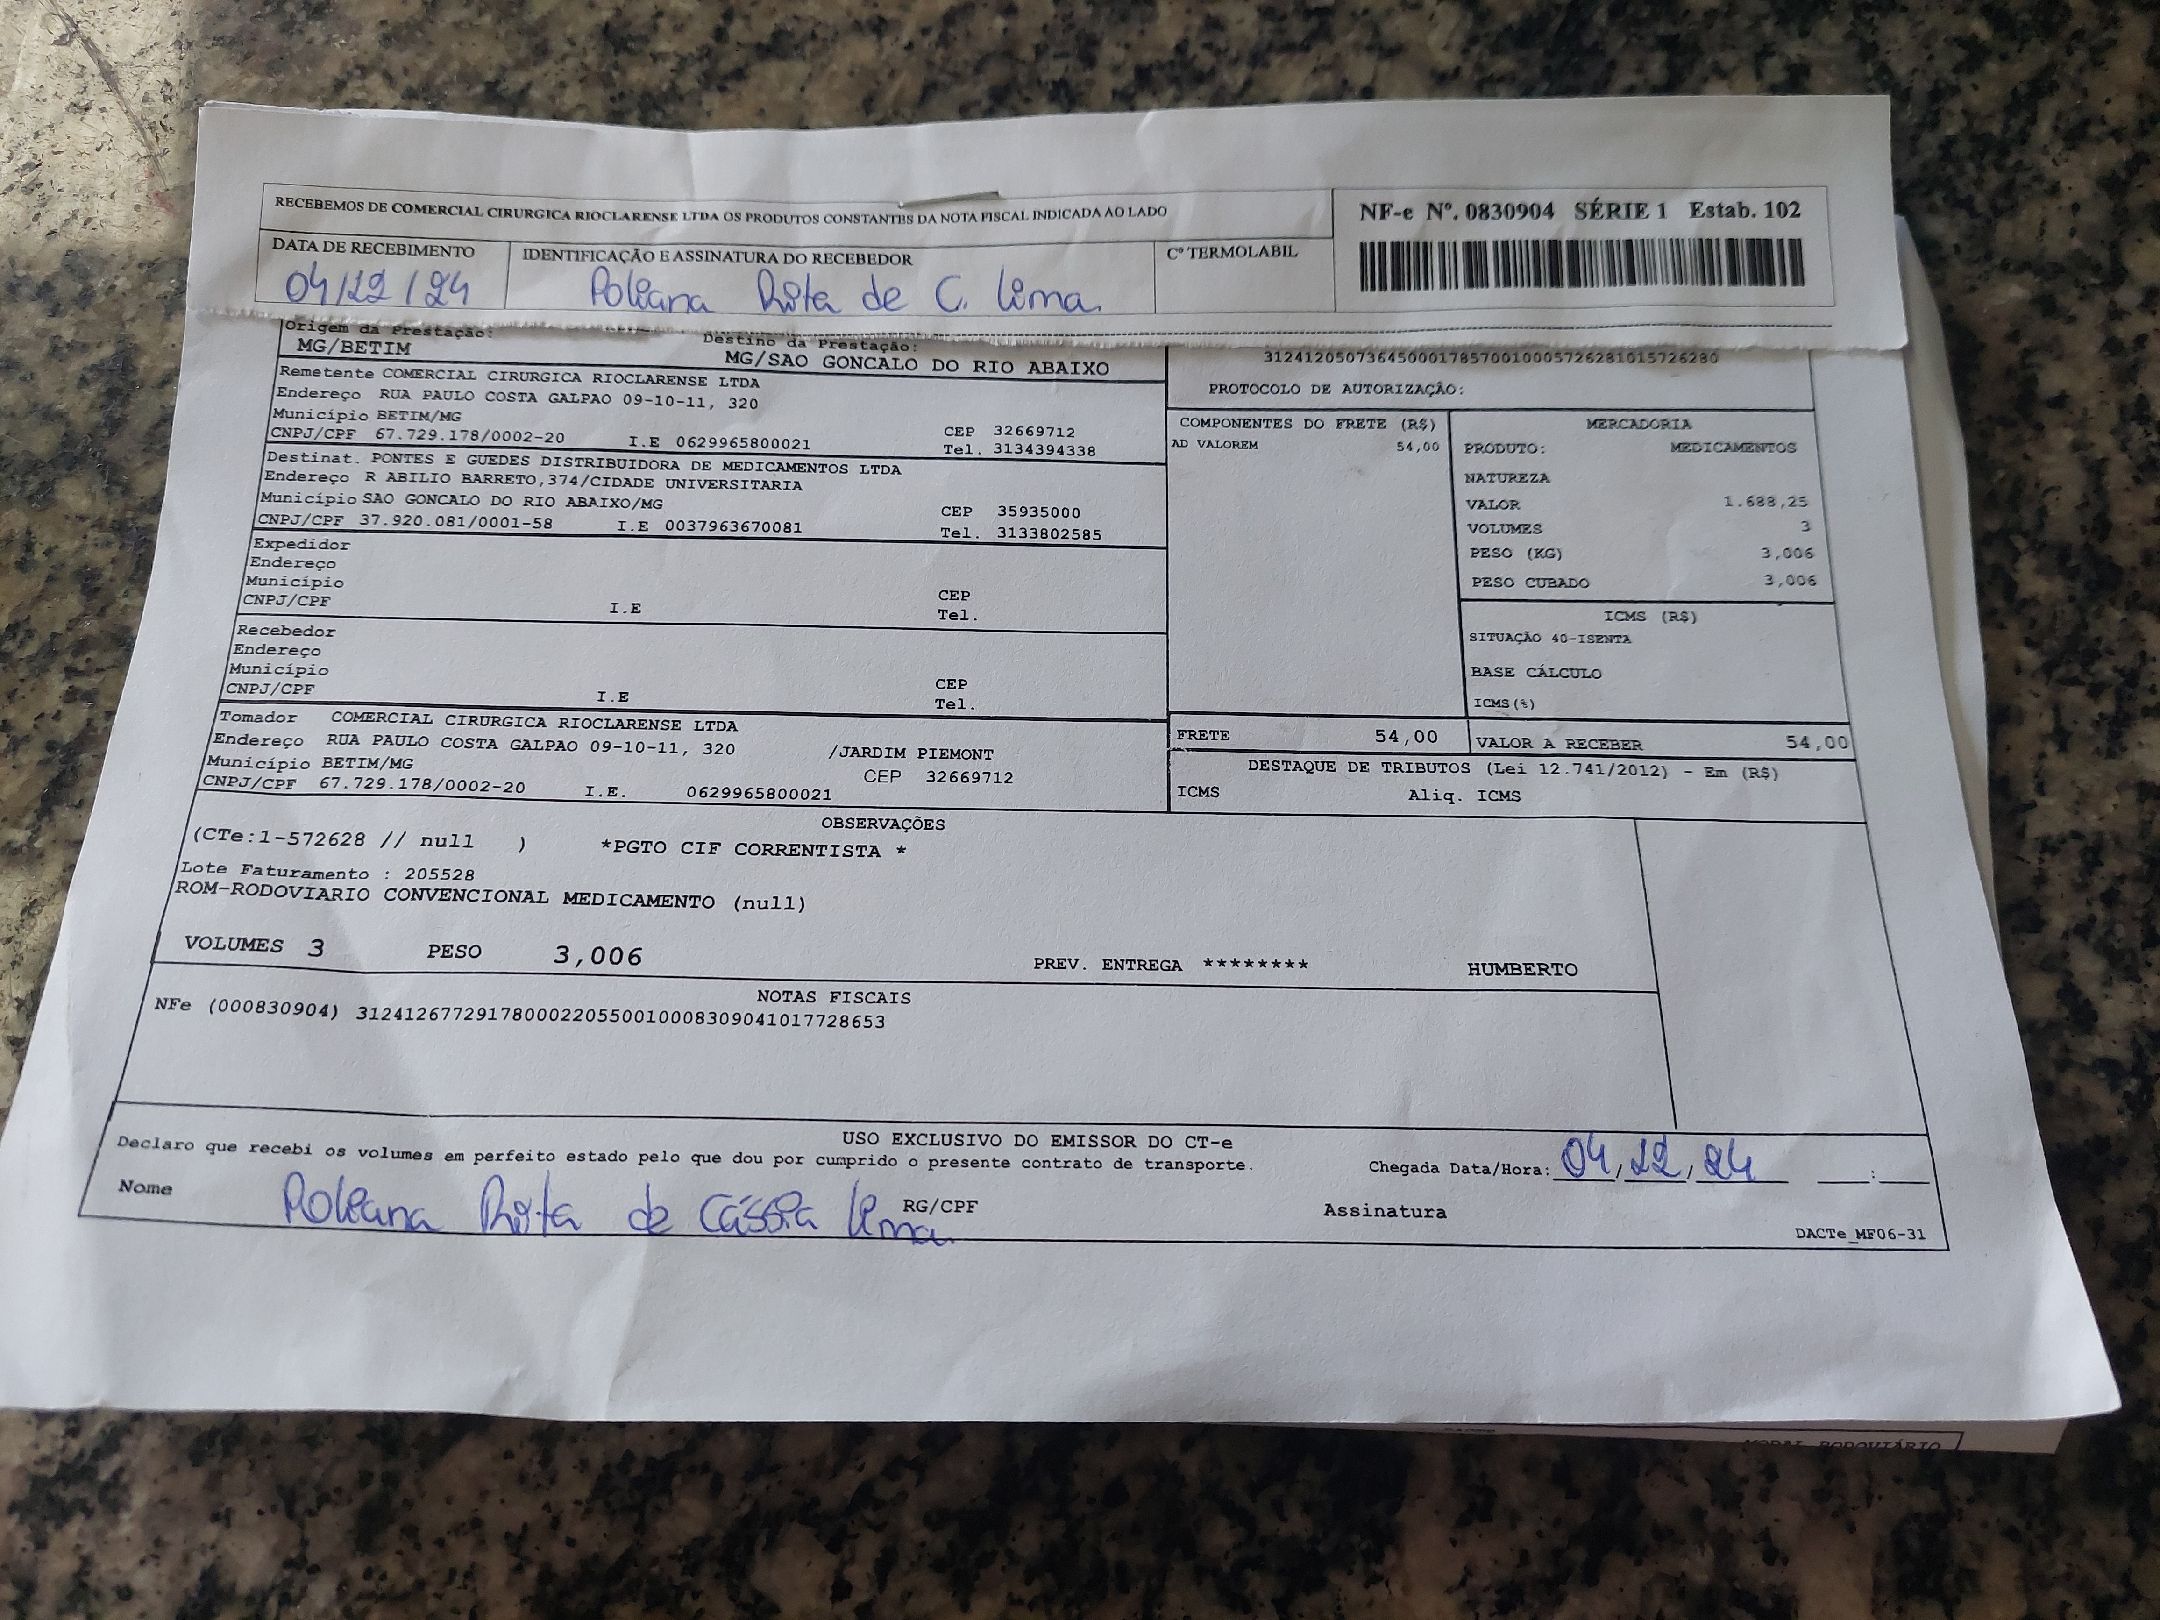 RECEBEMOS DE COMERCIAL CIRURGICA RIOCLARENSE LTDA OS PRODUTOS CONSTANTES DA NOTA FISCAL INDICADA AO LADO
NF-e Nº. 0830904 SÉRIE 1 Estab. 102
DATA DE RECEBIMENTO
04/12/24
IDENTIFICAÇÃO E ASSINATURA DO RECEBEDOR
Poliana Rita de C. Lima.
Cº TERMOLABIL
Origem da Prestação:
MG/BETIM
Destino da Prestação:
MG/SAO GONCALO DO RIO ABAIXO
31241205073645000178570010005726281015726280
PROTOCOLO DE AUTORIZAÇÃO:
Remetente COMERCIAL CIRURGICA RIOCLARENSE LTDA
Endereço RUA PAULO COSTA GALPAO 09-10-11, 320
Município BETIM/MG
CEP 32669712
CNPJ/CPF 67.729.178/0002-20 I.E 0629965800021 Tel. 3134394338
Destinat. PONTES E GUEDES DISTRIBUIDORA DE MEDICAMENTOS LTDA
Endereço R ABILIO BARRETO,374/CIDADE UNIVERSITARIA
Município SAO GONCALO DO RIO ABAIXO/MG CEP 35935000
CNPJ/CPF 37.920.081/0001-58 I.E 0037963670081 Tel. 3133802585
Expedidor
Endereço
Município CEP
CNPJ/CPF I.E Tel.
Recebedor
Endereço
Município CEP
CNPJ/CPF I.E Tel.
Tomador COMERCIAL CIRURGICA RIOCLARENSE LTDA
Endereço RUA PAULO COSTA GALPAO 09-10-11, 320 /JARDIM PIEMONT
Município BETIM/MG CEP 32669712
CNPJ/CPF 67.729.178/0002-20 I.E. 0629965800021
COMPONENTES DO FRETE (R$)
AD VALOREM 54,00
MERCADORIA
PRODUTO: MEDICAMENTOS
NATUREZA
VALOR 1.688,25
VOLUMES 3
PESO (KG) 3,006
PESO CUBADO 3,006
ICMS (R$)
SITUAÇÃO 40-ISENTA
BASE CÁLCULO
ICMS(%)
FRETE 54,00 VALOR A RECEBER 54,00
DESTAQUE DE TRIBUTOS (Lei 12.741/2012) - Em (R$)
ICMS Aliq. ICMS
OBSERVAÇÕES
(CTe:1-572628 // null ) *PGTO CIF CORRENTISTA *
Lote Faturamento : 205528
ROM-RODOVIARIO CONVENCIONAL MEDICAMENTO (null)
VOLUMES 3 PESO 3,006 PREV. ENTREGA ******** HUMBERTO
NOTAS FISCAIS
NFe (000830904) 31241267729178000220550010008309041017728653
USO EXCLUSIVO DO EMISSOR DO CT-e
Declaro que recebi os volumes em perfeito estado pelo que dou por cumprido o presente contrato de transporte.
Chegada Data/Hora: 04/12/24 :
Nome Poliana Rita de Cássia Lima RG/CPF Assinatura
DACTe_MF06-31
MODAL RODOVIÁRIO